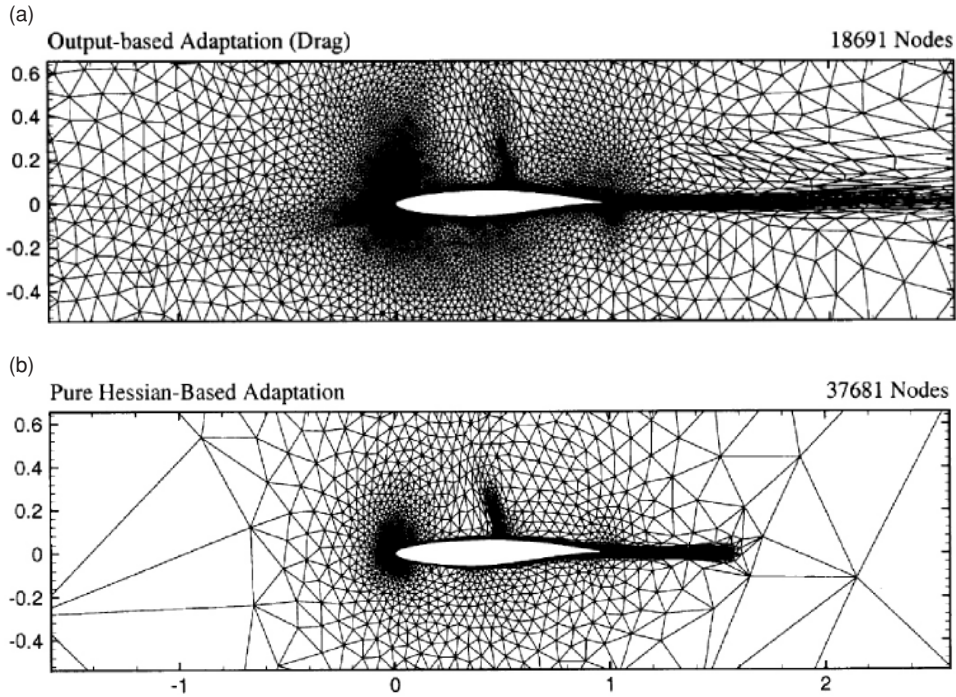 (a)
Output-based Adaptation (Drag) 18691 Nodes
0.6
0.4
0.2
0
-0.2
-0.4
(b)
Pure Hessian-Based Adaptation 37681 Nodes
0.6
0.4
0.2
0
-0.2
-0.4
-1 0 1 2